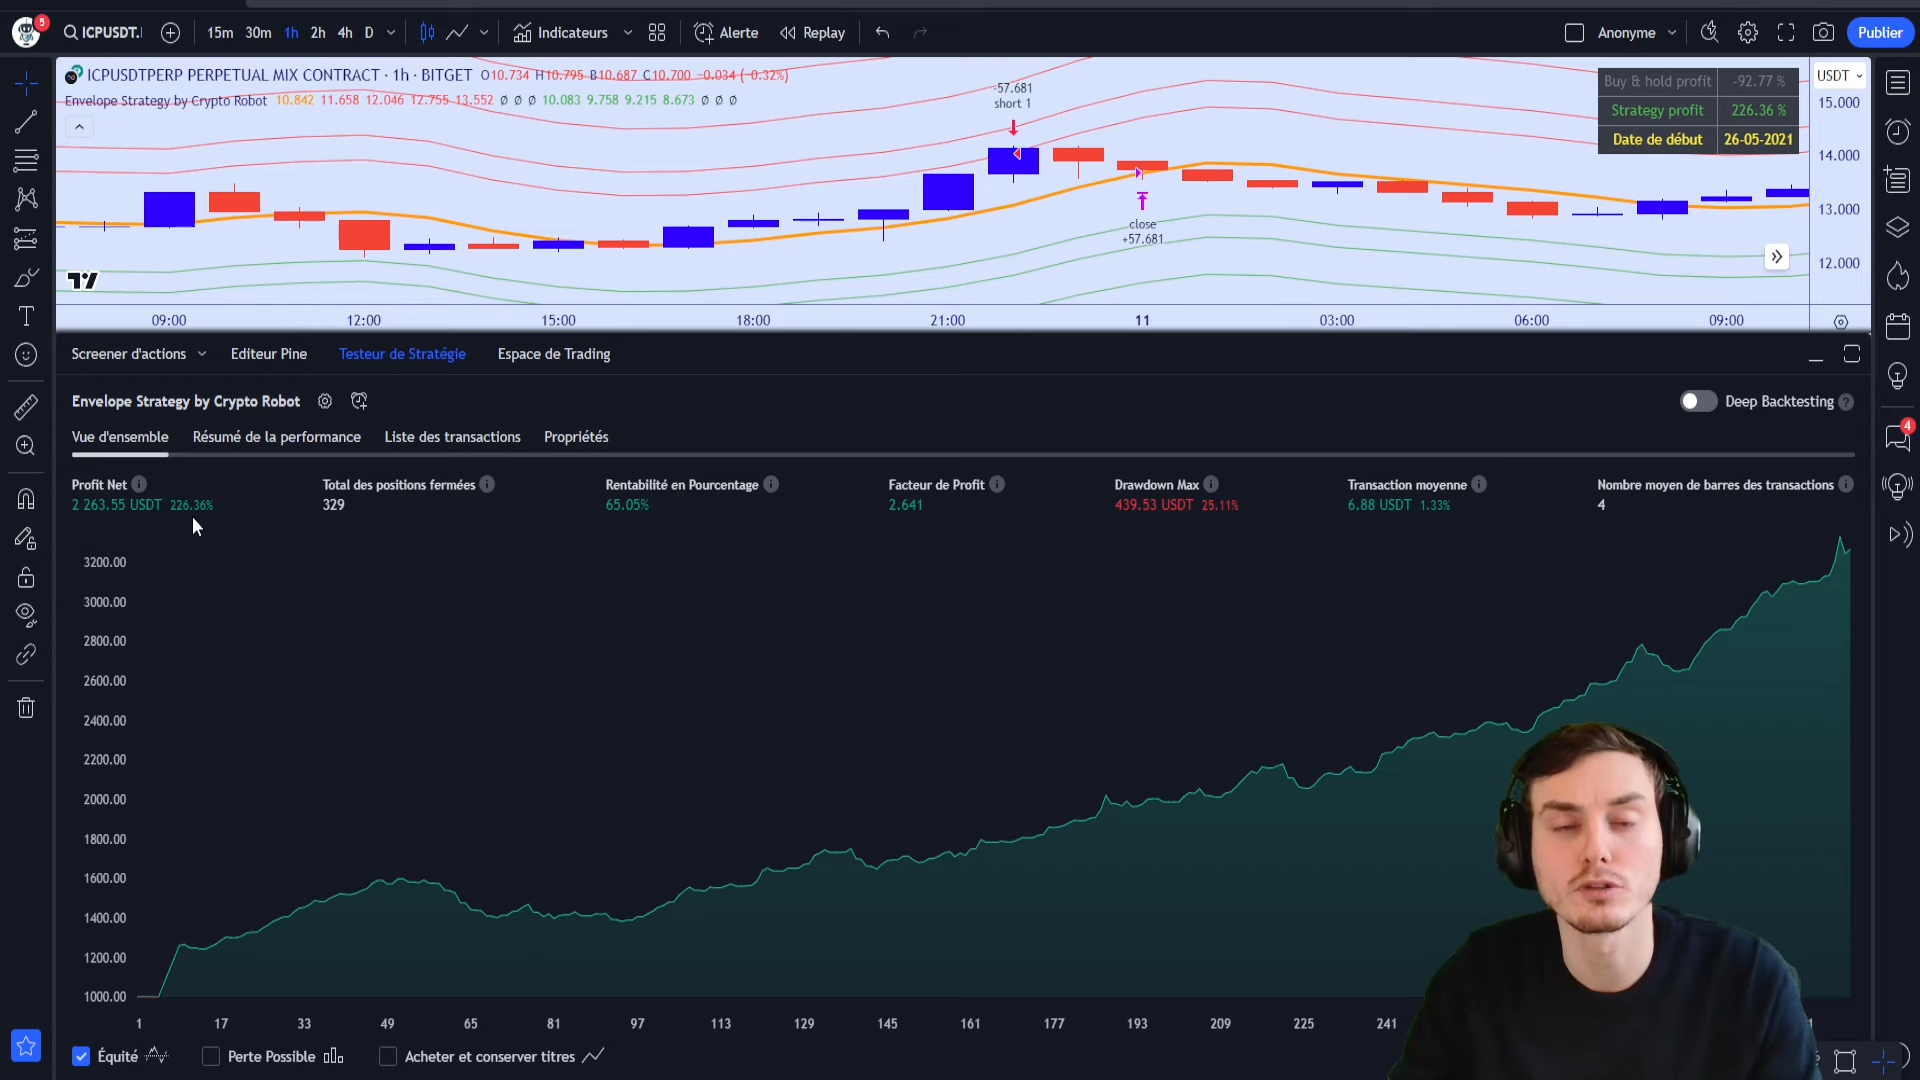 5
ICPUSDT.I
15m 30m 1h 2h 4h D
Indicateurs
Alerte
Replay
Anonyme
Publier
ICPUSDTPERP PERPETUAL MIX CONTRACT · 1h · BITGET O10.734 H10.795 B10.687 C10.700 -0.034 (-0.32%)
Envelope Strategy by Crypto Robot 10.842 11.658 12.046 12.755 13.552 ø ø ø 10.083 9.758 9.215 8.673 ø ø ø
-57.681
short 1
close
+57.681
Buy & hold profit -92.77 %
Strategy profit 226.36 %
Date de début 26-05-2021
USDT
15.000
14.000
13.000
12.000
09:00 12:00 15:00 18:00 21:00 11 03:00 06:00 09:00
Screener d'actions Editeur Pine Testeur de Stratégie Espace de Trading
Envelope Strategy by Crypto Robot
Deep Backtesting
Vue d'ensemble Résumé de la performance Liste des transactions Propriétés
4
Profit Net Total des positions fermées Rentabilité en Pourcentage Facteur de Profit Drawdown Max Transaction moyenne Nombre moyen de barres des transactions
2 263.55 USDT 226.36% 329 65.05% 2.641 439.53 USDT 25.11% 6.88 USDT 1.33% 4
3200.00
3000.00
2800.00
2600.00
2400.00
2200.00
2000.00
1800.00
1600.00
1400.00
1200.00
1000.00
1 17 33 49 65 81 97 113 129 145 161 177 193 209 225 241
Équité Perte Possible Acheter et conserver titres